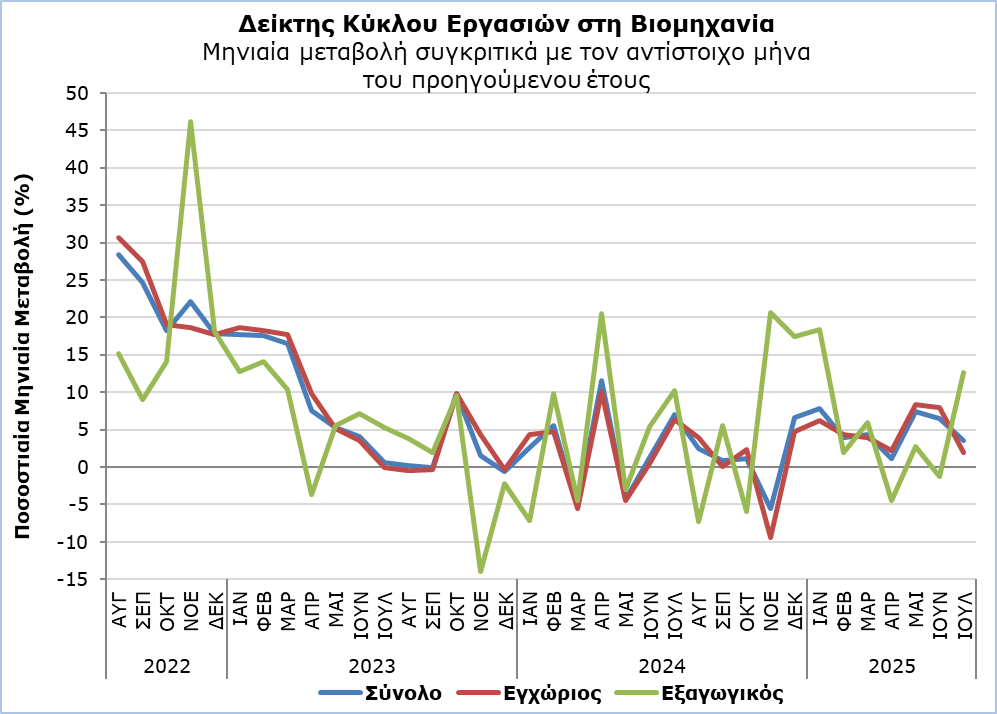 Δείκτης Κύκλου Εργασιών στη Βιομηχανία
Μηνιαία μεταβολή συγκριτικά με τον αντίστοιχο μήνα
του προηγούμενου έτους
Ποσοστιαία Μηνιαία Μεταβολή (%)
50
45
40
35
30
25
20
15
10
5
0
-5
-10
-15
ΑΥΓ ΣΕΠ ΟΚΤ ΝΟΕ ΔΕΚ ΙΑΝ ΦΕΒ ΜΑΡ ΑΠΡ ΜΑΙ ΙΟΥΝ ΙΟΥΛ ΑΥΓ ΣΕΠ ΟΚΤ ΝΟΕ ΔΕΚ ΙΑΝ ΦΕΒ ΜΑΡ ΑΠΡ ΜΑΙ ΙΟΥΝ ΙΟΥΛ ΑΥΓ ΣΕΠ ΟΚΤ ΝΟΕ ΔΕΚ ΙΑΝ ΦΕΒ ΜΑΡ ΑΠΡ ΜΑΙ ΙΟΥΝ ΙΟΥΛ
2022 2023 2024 2025
Σύνολο Εγχώριος Εξαγωγικός